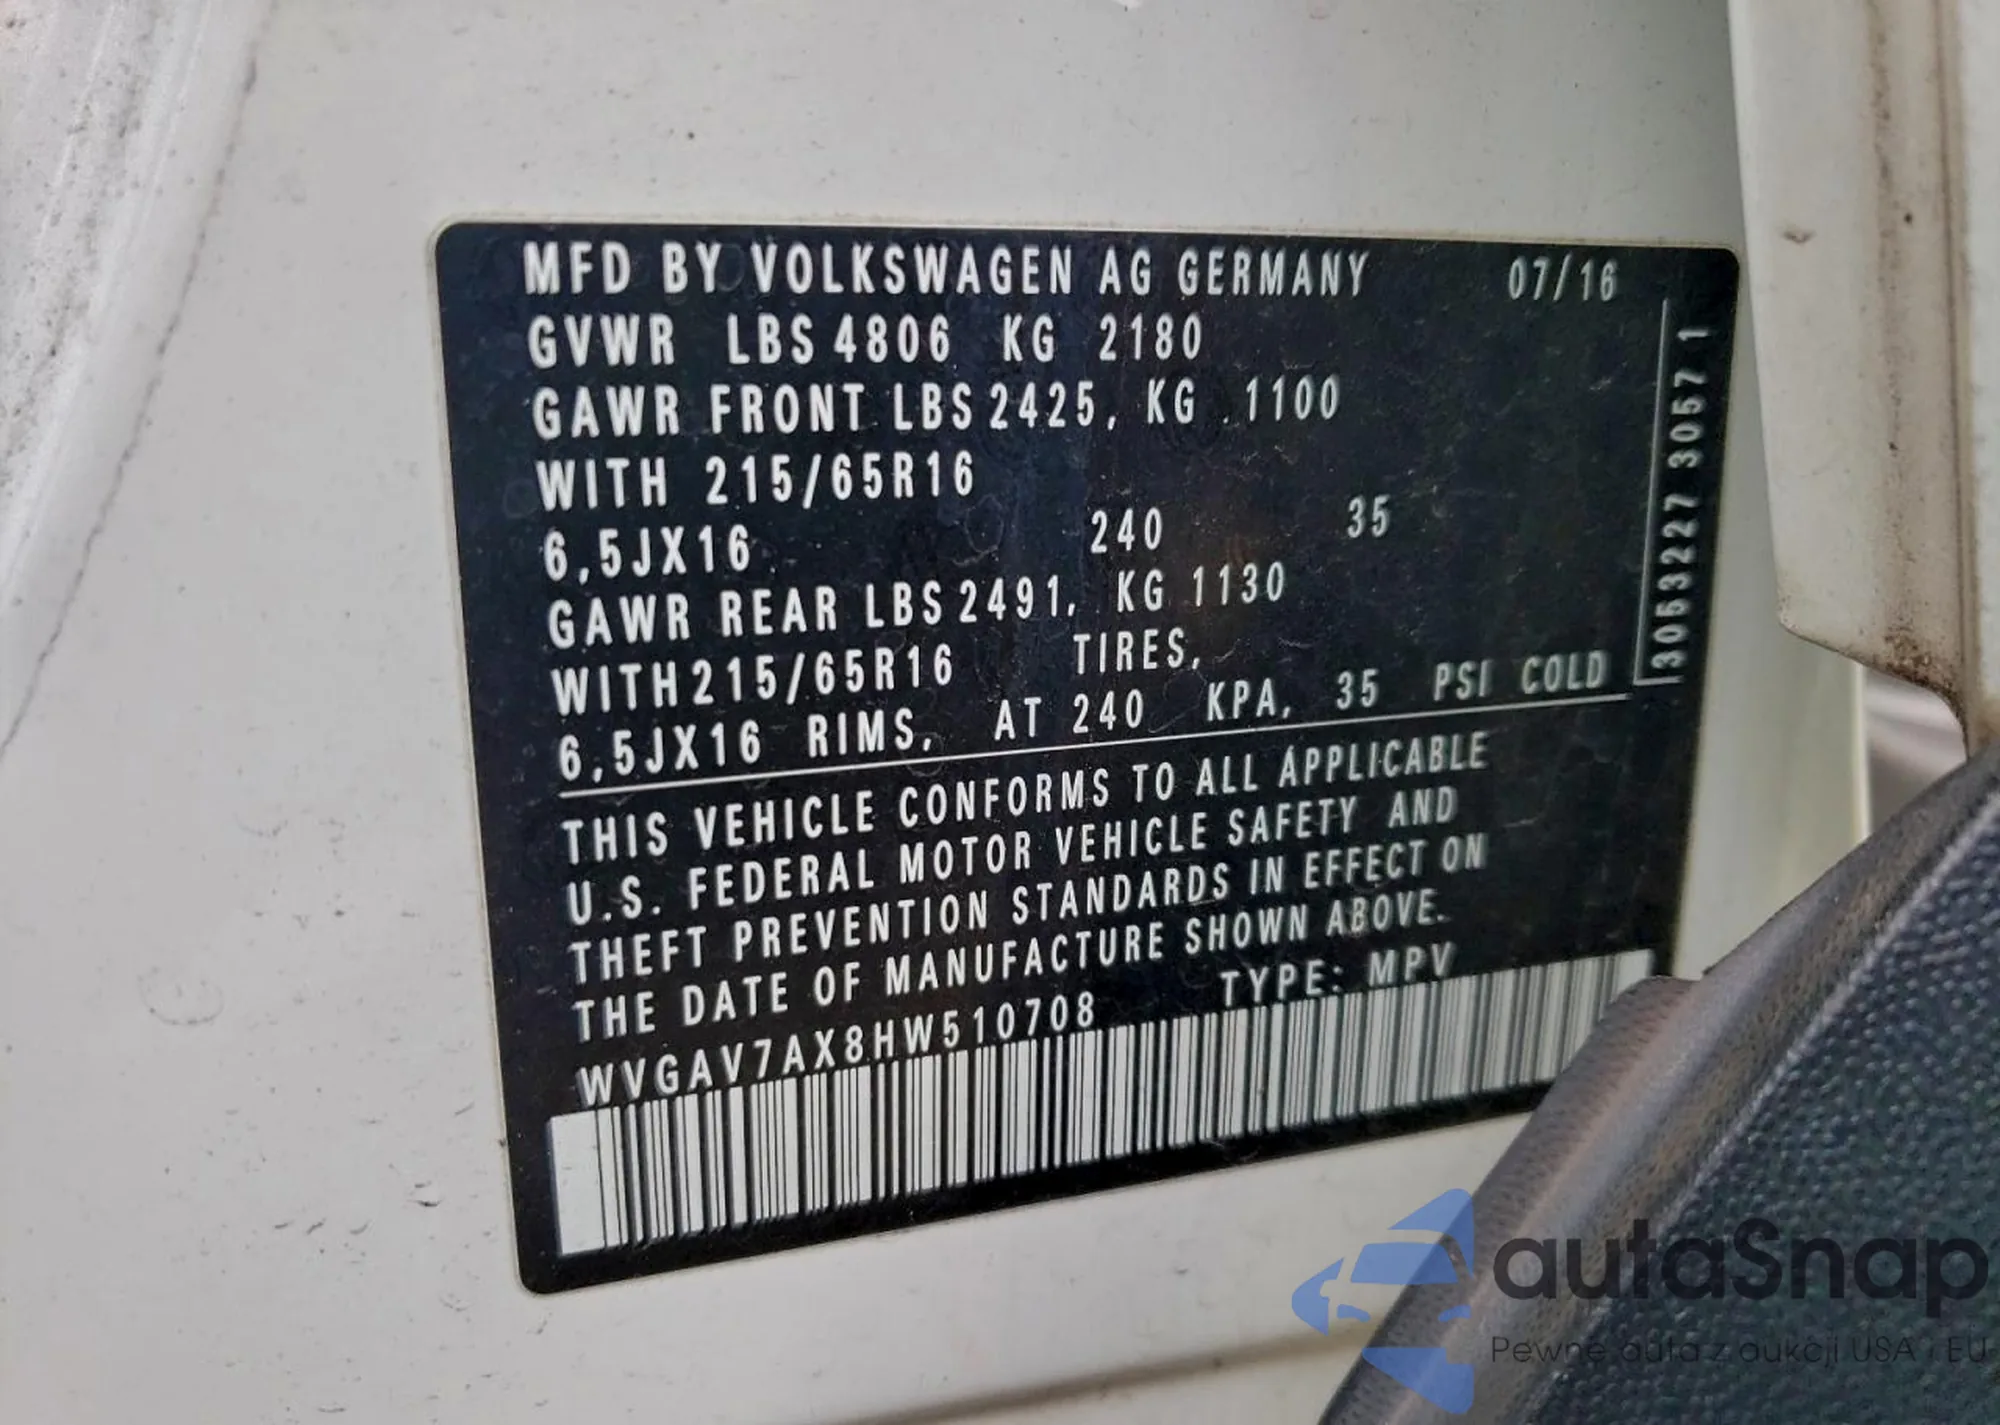 MFD BY VOLKSWAGEN AG GERMANY 07/16
GVWR LBS 4806 KG 2180
GAWR FRONT LBS 2425, KG 1100
WITH 215/65R16
6,5JX16 240 35
GAWR REAR LBS 2491, KG 1130
WITH 215/65R16 TIRES,
6,5JX16 RIMS, AT 240 KPA, 35 PSI COLD
THIS VEHICLE CONFORMS TO ALL APPLICABLE
U.S. FEDERAL MOTOR VEHICLE SAFETY AND
THEFT PREVENTION STANDARDS IN EFFECT ON
THE DATE OF MANUFACTURE SHOWN ABOVE.
WVGAV7AX8HW510708 TYPE: MPV
3053227 3057 1
autaSnap
Pewne auta z aukcji USA i EU